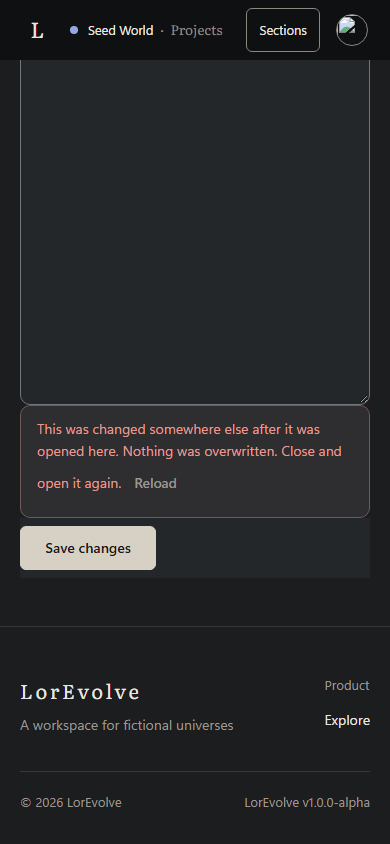 L
Seed World · Projects
Sections
This was changed somewhere else after it was
opened here. Nothing was overwritten. Close and
open it again. Reload
Save changes
LorEvolve
Product
A workspace for fictional universes
Explore
© 2026 LorEvolve
LorEvolve v1.0.0-alpha